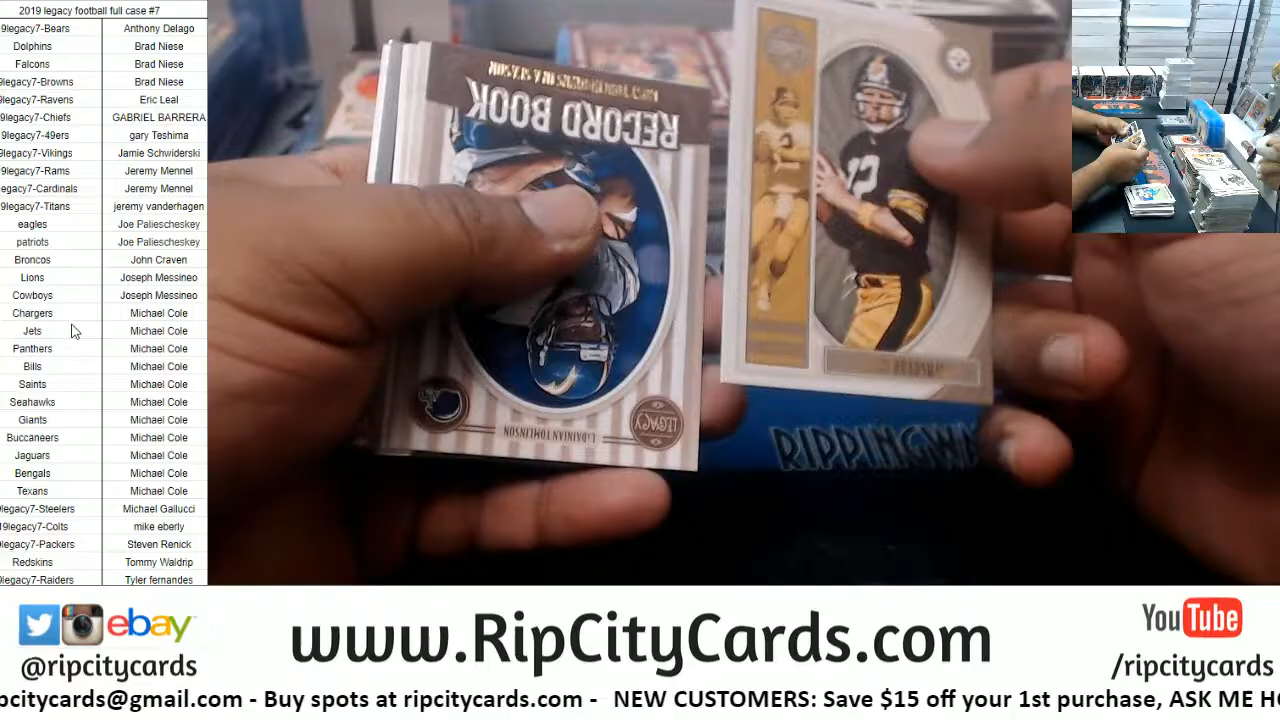 2019 legacy football full case #7
9legacy7-Bears Anthony Delago
Dolphins Brad Niese
Falcons Brad Niese
9legacy7-Browns Brad Niese
9legacy7-Ravens Eric Leal
9legacy7-Chiefs GABRIEL BARRERA
9legacy7-49ers gary Teshima
9legacy7-Vikings Jamie Schwiderski
9legacy7-Rams Jeremy Mennel
egacy7-Cardinals Jeremy Mennel
9legacy7-Titans jeremy vanderhagen
eagles Joe Paliescheskey
patriots Joe Paliescheskey
Broncos John Craven
Lions Joseph Messineo
Cowboys Joseph Messineo
Chargers Michael Cole
Jets Michael Cole
Panthers Michael Cole
Bills Michael Cole
Saints Michael Cole
Seahawks Michael Cole
Giants Michael Cole
Buccaneers Michael Cole
Jaguars Michael Cole
Bengals Michael Cole
Texans Michael Cole
9legacy7-Steelers Michael Gallucci
19legacy7-Colts mike eberly
legacy7-Packers Steven Renick
Redskins Tommy Waldrip
9legacy7-Raiders Tyler fernandes
RECORD BOOK
LaDAINIAN TOMLINSON
LEGACY
12
RIPPINGWA
ebay
@ripcitycards
www.RipCityCards.com
YouTube
/ripcitycards
pcitycards@gmail.com - Buy spots at ripcitycards.com - NEW CUSTOMERS: Save $15 off your 1st purchase, ASK ME HO